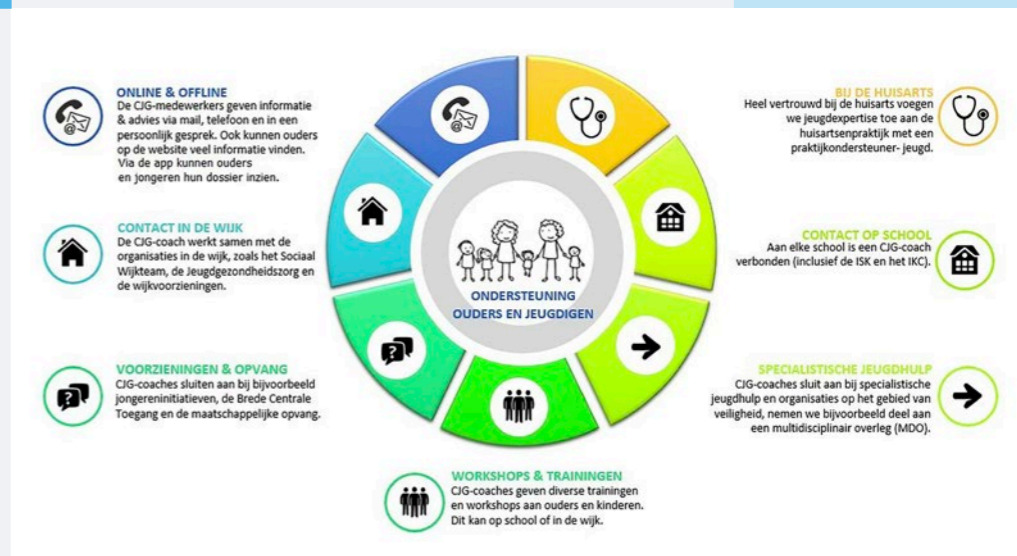 ONLINE & OFFLINE
De CJG-medewerkers geven informatie
& advies via mail, telefoon en in een
persoonlijk gesprek. Ook kunnen ouders
op de website veel informatie vinden.
Via de app kunnen ouders
en jongeren hun dossier inzien.
CONTACT IN DE WIJK
De CJG-coach werkt samen met de
organisaties in de wijk, zoals het Sociaal
Wijkteam, de Jeugdgezondheidzorg en
de wijkvoorzieningen.
VOORZIENINGEN & OPVANG
CJG-coaches sluiten aan bij bijvoorbeeld
jongereninitiatieven, de Brede Centrale
Toegang en de maatschappelijke opvang.
ONDERSTEUNING
OUDERS EN JEUGDIGEN
WORKSHOPS & TRAININGEN
CJG-coaches geven diverse trainingen
en workshops aan ouders en kinderen.
Dit kan op school of in de wijk.
BIJ DE HUISARTS
Heel vertrouwd bij de huisarts voegen
we jeugdexpertise toe aan de
huisartsenpraktijk met een
praktijkondersteuner- jeugd.
CONTACT OP SCHOOL
Aan elke school is een CJG-coach
verbonden (inclusief de ISK en het IKC).
SPECIALISTISCHE JEUGDHULP
CJG-coaches sluit aan bij specialistische
jeugdhulp en organisaties op het gebied van
veiligheid, nemen we bijvoorbeeld deel aan
een multidisciplinair overleg (MDO).